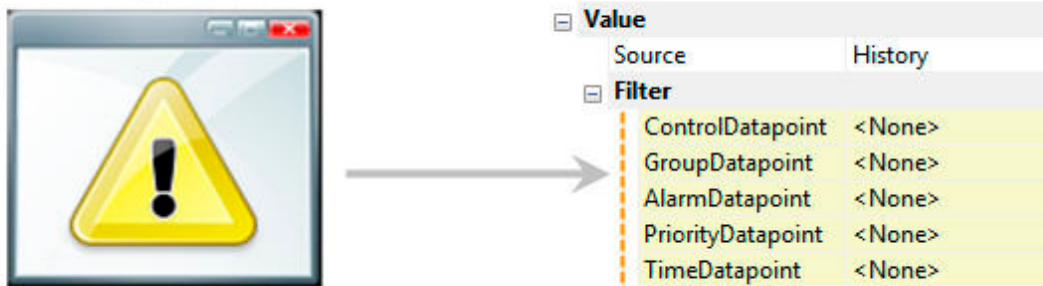 Value
Source History
Filter
ControlDatapoint <None>
GroupDatapoint <None>
AlarmDatapoint <None>
PriorityDatapoint <None>
TimeDatapoint <None>